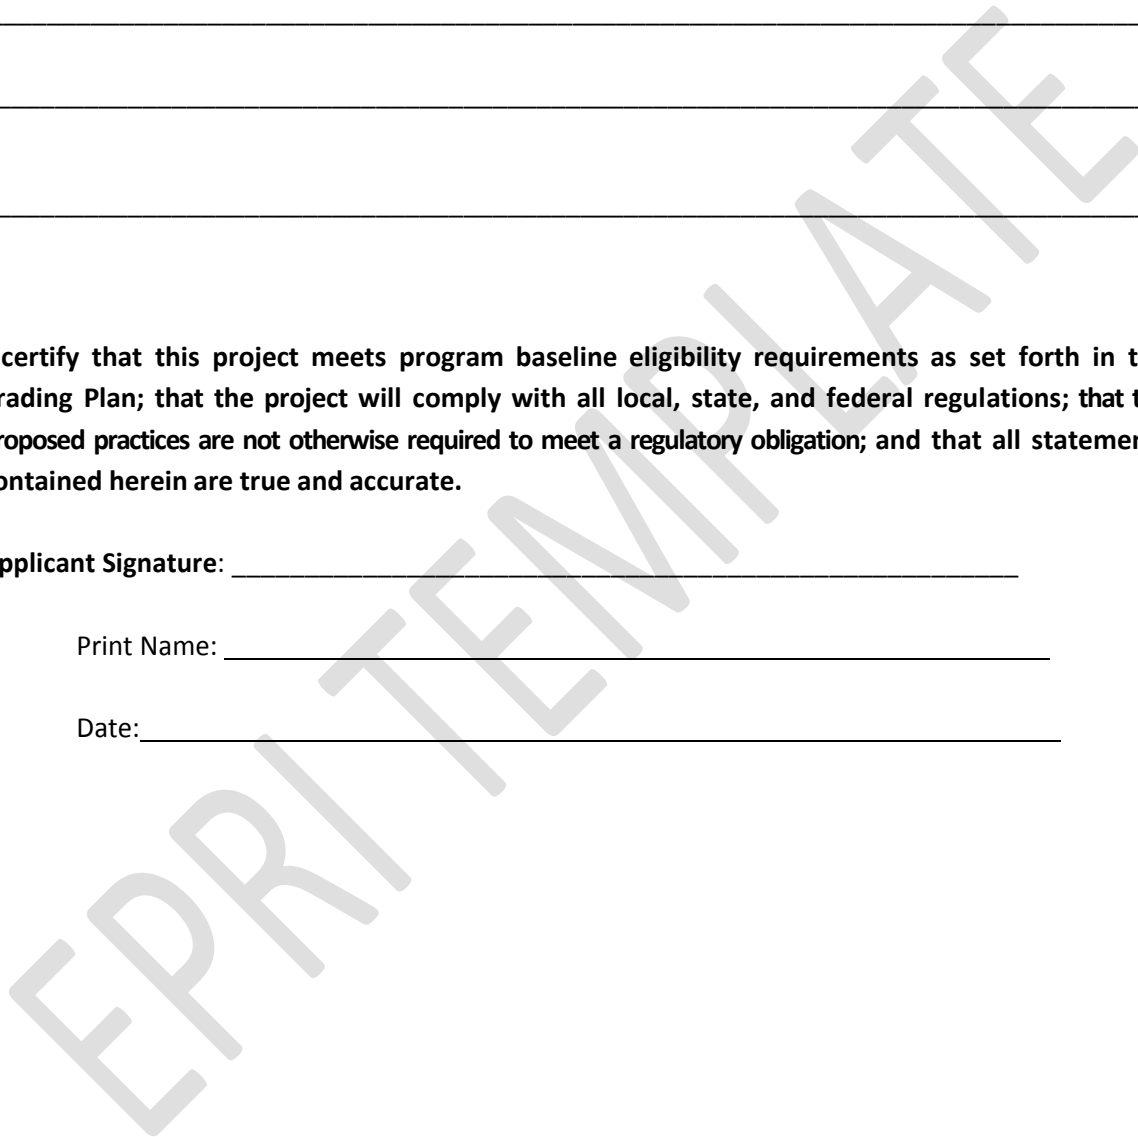 certify that this project meets program baseline eligibility requirements as set forth in t
rading Plan; that the project will comply with all local, state, and federal regulations; that t
roposed practices are not otherwise required to meet a regulatory obligation; and that all statemen
ontained herein are true and accurate.
pplicant Signature:
Print Name:
Date:
EPRI TEMPLATE